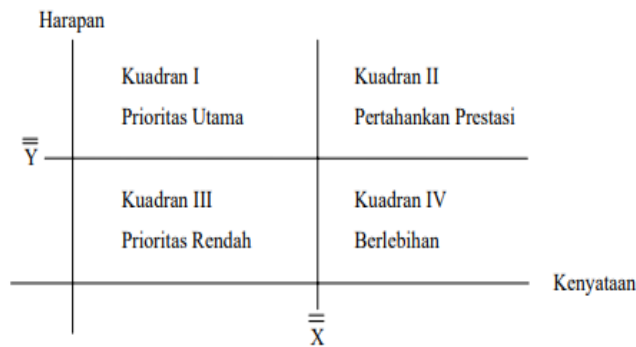 Harapan
Kuadran I
Prioritas Utama
Kuadran II
Pertahankan Prestasi
Y
Kuadran III
Prioritas Rendah
Kuadran IV
Berlebihan
Kenyataan
X